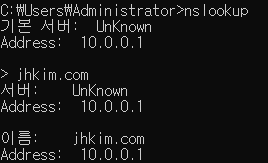 C:₩Users₩Administrator>nslookup
기본 서버:  UnKnown
Address:  10.0.0.1

> jhkim.com
서버:    UnKnown
Address:  10.0.0.1

이름:    jhkim.com
Address:  10.0.0.1